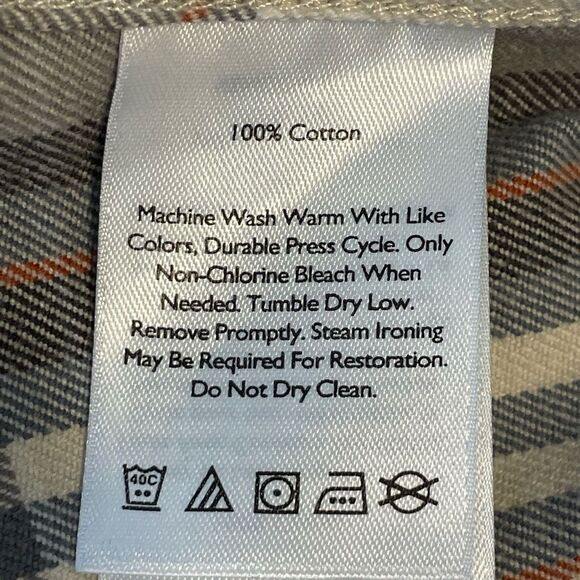 100% Cotton
Machine Wash Warm With Like
Colors, Durable Press Cycle. Only
Non-Chlorine Bleach When
Needed. Tumble Dry Low.
Remove Promptly. Steam Ironing
May Be Required For Restoration.
Do Not Dry Clean.
40C